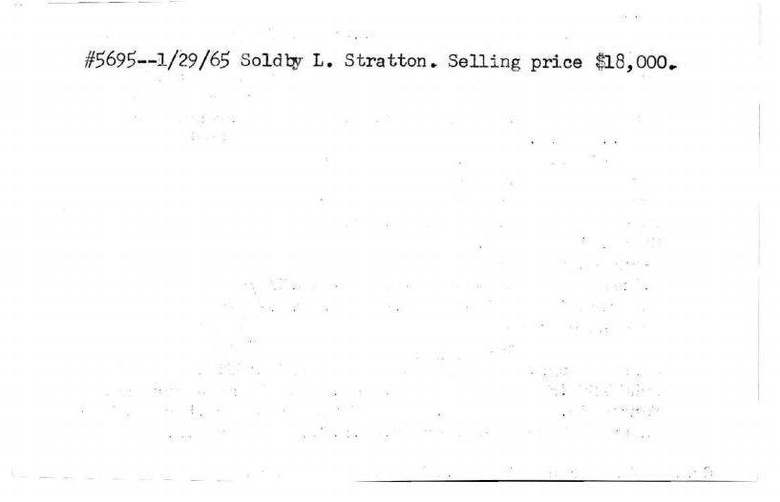 #5695--1/29/65 Soldby L. Stratton. Selling price $18,000.